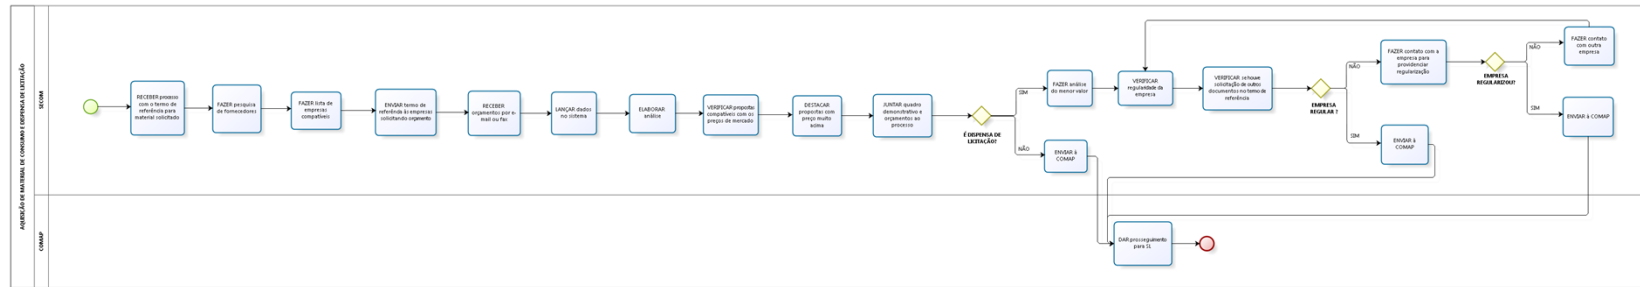 AQUISIÇÃO DE MATERIAL DE CONSUMO E DISPENSA DE LICITAÇÃO
SECOM
RECEBER processo
com o termo de
referência para
material solicitado
FAZER pesquisa
de fornecedores
FAZER lista de
empresas
compatíveis
ENVIAR termo de
referência às empresas
solicitando orçamento
RECEBER
orçamentos por e-
mail ou fax
LANÇAR dados
no sistema
ELABORAR
análise
VERIFICAR propostas
compatíveis com os
preços de mercado
DESTACAR
propostas com
preço muito
acima
JUNTAR quadro
demonstrativo e
orçamentos ao
processo
É DISPENSA DE
LICITAÇÃO?
SIM
FAZER análise
do menor valor
VERIFICAR
regularidade da
empresa
VERIFICAR se houve
solicitação de outros
documentos no termo de
referência
EMPRESA
REGULAR ?
NÃO
FAZER contato com a
empresa para
providenciar
regularização
EMPRESA
REGULARIZOU?
NÃO
FAZER contato
com outra
empresa
SIM
ENVIAR à COMAP
SIM
ENVIAR à
COMAP
NÃO
ENVIAR à
COMAP
COMAP
DAR prosseguimento
para